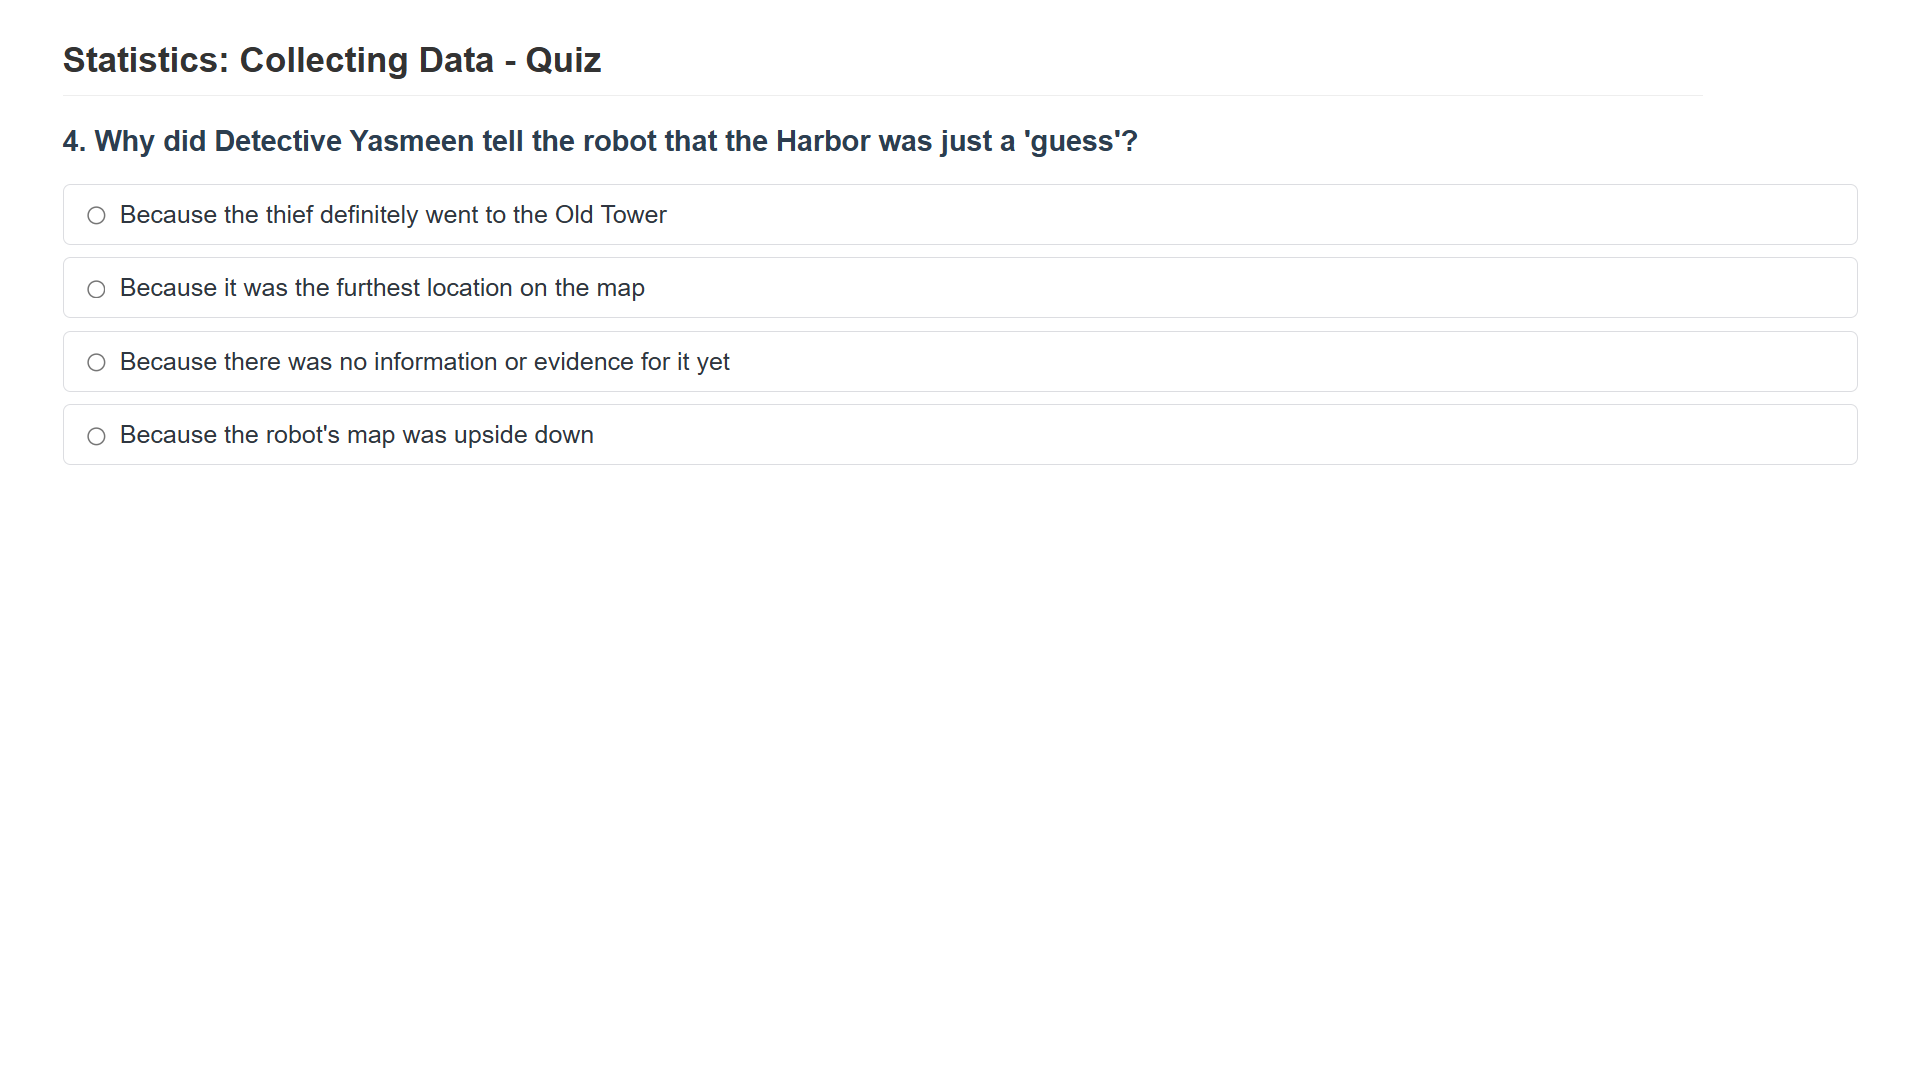 Statistics: Collecting Data - Quiz
4. Why did Detective Yasmeen tell the robot that the Harbor was just a 'guess'?
Because the thief definitely went to the Old Tower
Because it was the furthest location on the map
Because there was no information or evidence for it yet
Because the robot's map was upside down